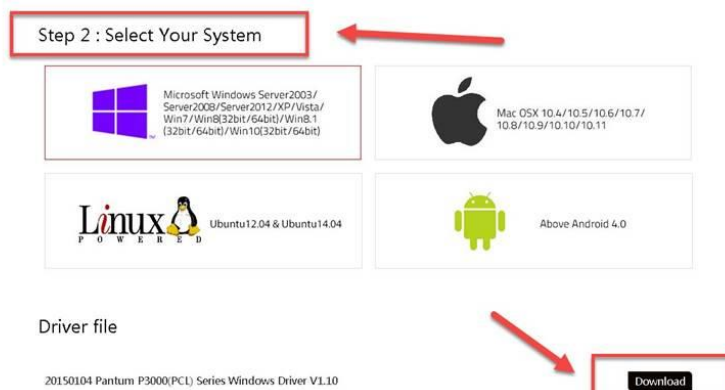 Step 2 : Select Your System
Microsoft Windows Server2003/
Server2008/Server2012/XP/Vista/
Win7/Win8(32bit/64bit)/Win8.1
(32bit/64bit)/Win10(32bit/64bit)
Mac OSX 10.4/10.5/10.6/10.7/
10.8/10.9/10.10/10.11
Linux
POWERED
Ubuntu12.04 & Ubuntu14.04
Above Android 4.0
Driver file
20150104 Pantum P3000(PCL) Series Windows Driver V1.10
Download